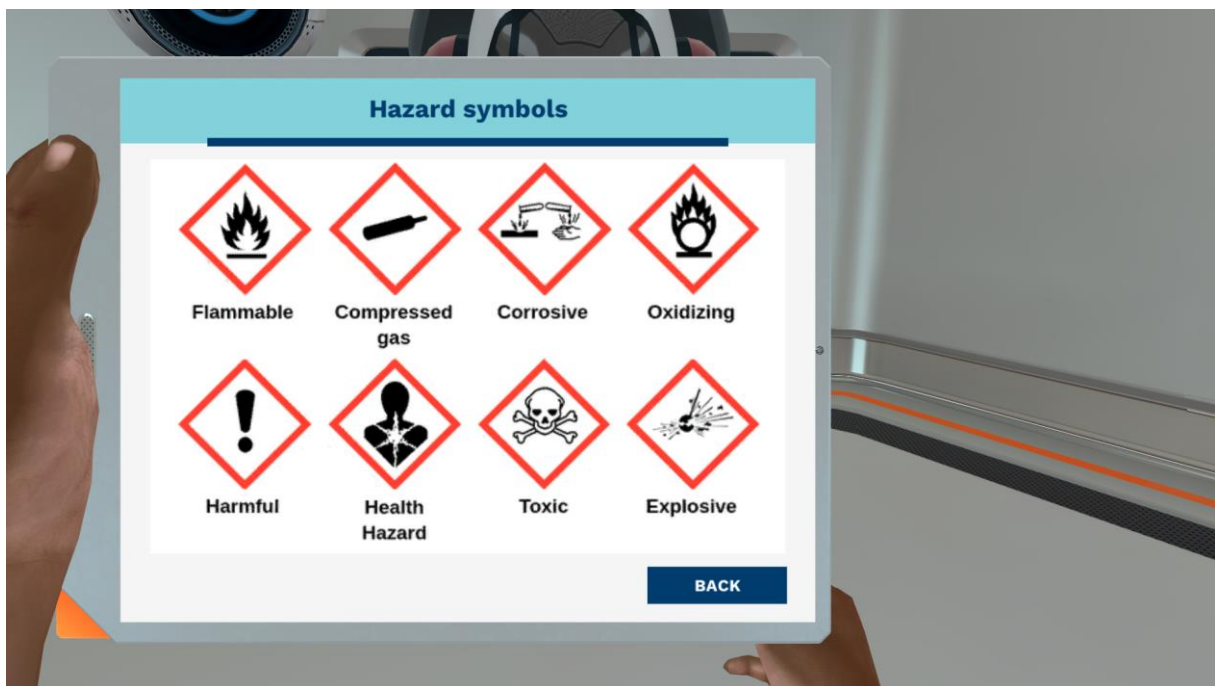 Hazard symbols
Flammable
Compressed
gas
Corrosive
Oxidizing
Harmful
Health
Hazard
Toxic
Explosive
BACK